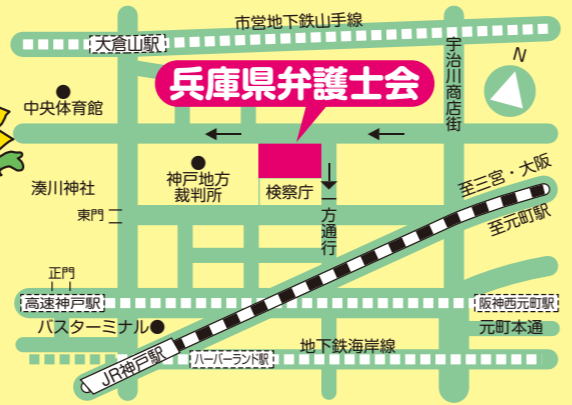 市営地下鉄山手線
大倉山駅
宇治川商店街
N
兵庫県弁護士会
中央体育館
神戸地方
裁判所
検察庁
一方通行
湊川神社
東門
至三宮・大阪
至元町駅
正門
高速神戸駅
阪神西元町駅
バスターミナル
元町本通
地下鉄海岸線
ハーバーランド駅
JR神戸駅